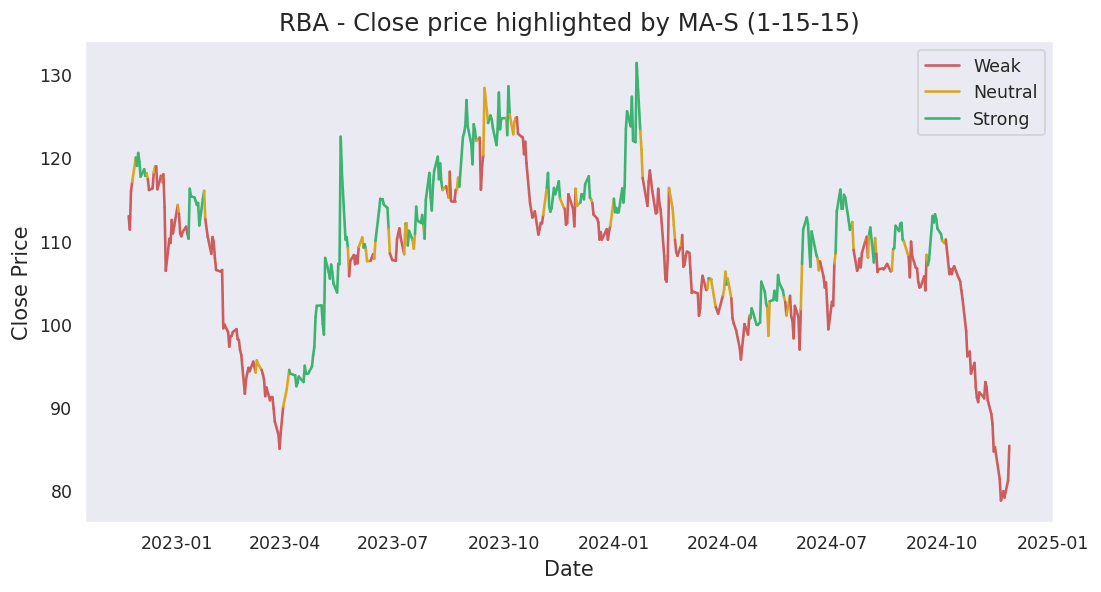 RBA - Close price highlighted by MA-S (1-15-15)
Weak
Neutral
Strong
Close Price
130
120
110
100
90
80
2023-01 2023-04 2023-07 2023-10 2024-01 2024-04 2024-07 2024-10 2025-01
Date